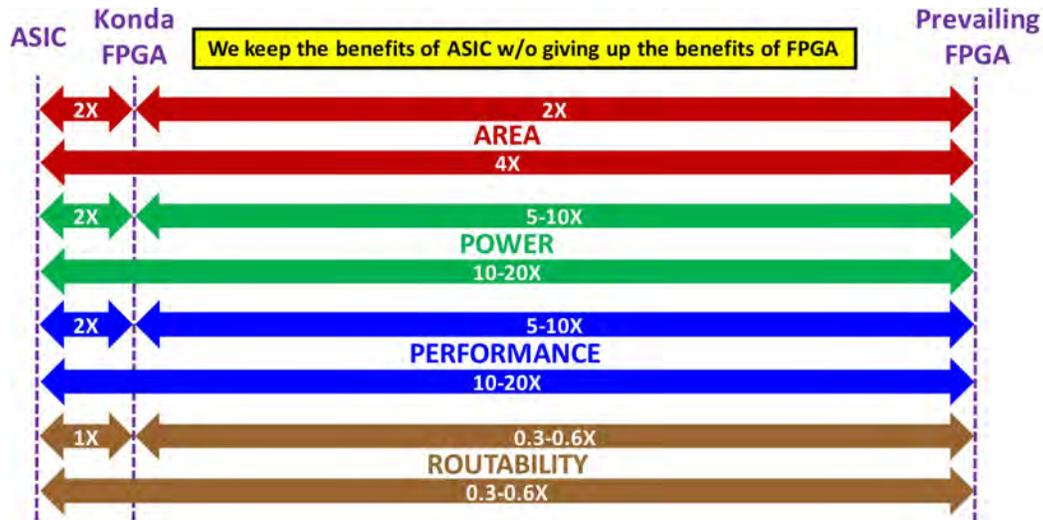 ASIC
Konda
FPGA
We keep the benefits of ASIC w/o giving up the benefits of FPGA
Prevailing
FPGA
2X
2X
AREA
4X
2X
5-10X
POWER
10-20X
2X
5-10X
PERFORMANCE
10-20X
1X
0.3-0.6X
ROUTABILITY
0.3-0.6X